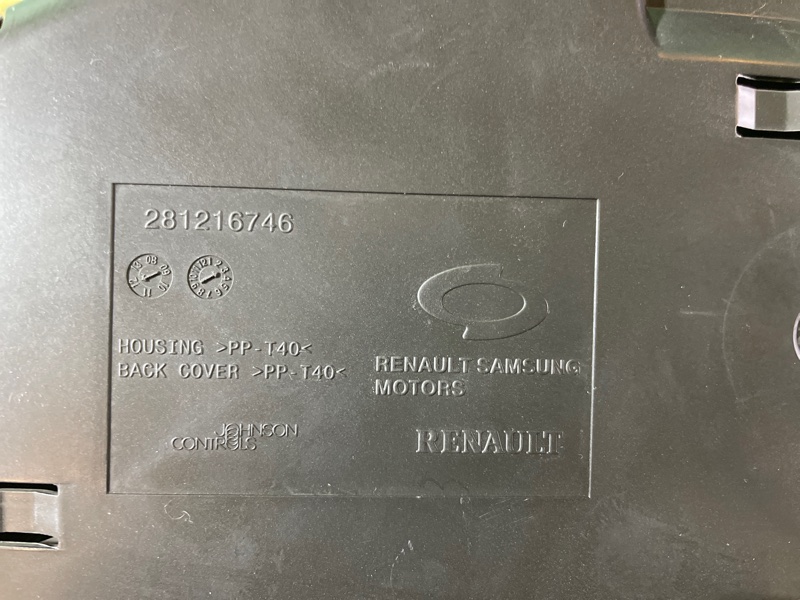 281216746
HOUSING >PP-T40<
BACK COVER >PP-T40<
RENAULT SAMSUNG
MOTORS
JOHNSON
CONTROLS
RENAULT